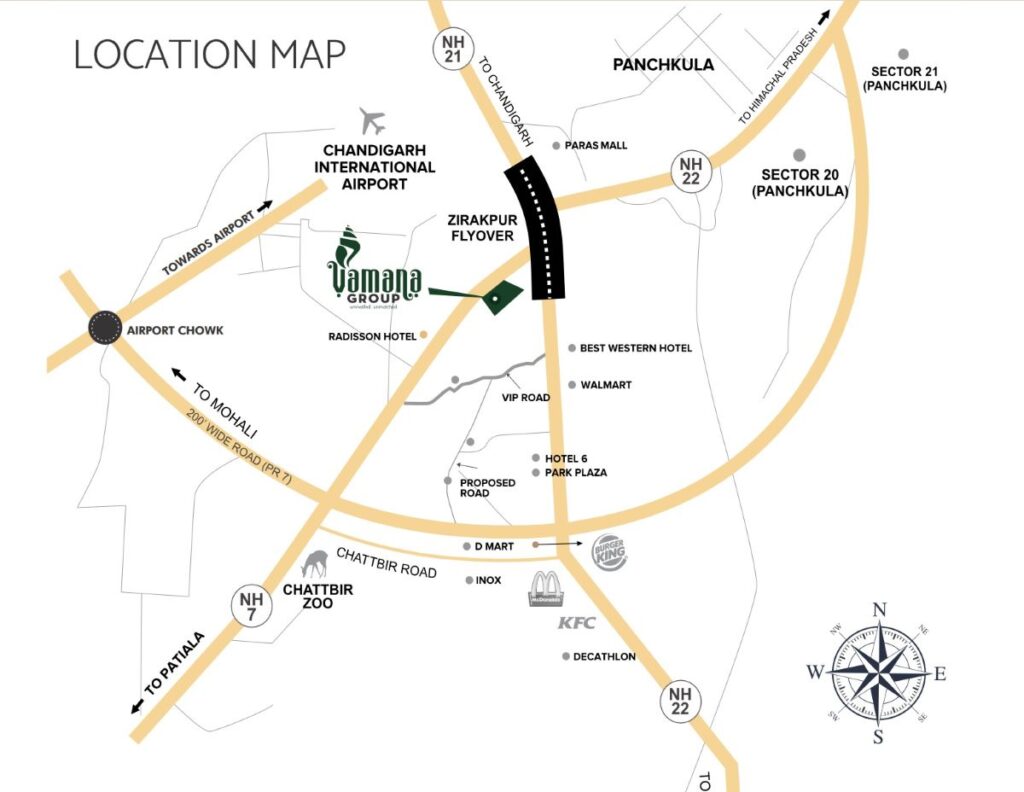 LOCATION MAP
NH
21
TO CHANDIGARH
PANCHKULA
TO HIMACHAL PRADESH
SECTOR 21
(PANCHKULA)
PARAS MALL
NH
22
SECTOR 20
(PANCHKULA)
CHANDIGARH
INTERNATIONAL
AIRPORT
TOWARDS AIRPORT
ZIRAKPUR
FLYOVER
Vamana
GROUP
AIRPORT CHOWK
RADISSON HOTEL
BEST WESTERN HOTEL
WALMART
VIP ROAD
TO MOHALI
200' WIDE ROAD (PR 7)
HOTEL 6
PARK PLAZA
PROPOSED
ROAD
D MART
BURGER
KING
CHATTBIR ROAD
CHATTBIR
ZOO
INOX
McDonald's
KFC
DECATHLON
NH
7
TO PATIALA
NH
22
TO
N
NW
NE
W
E
SW
SE
S